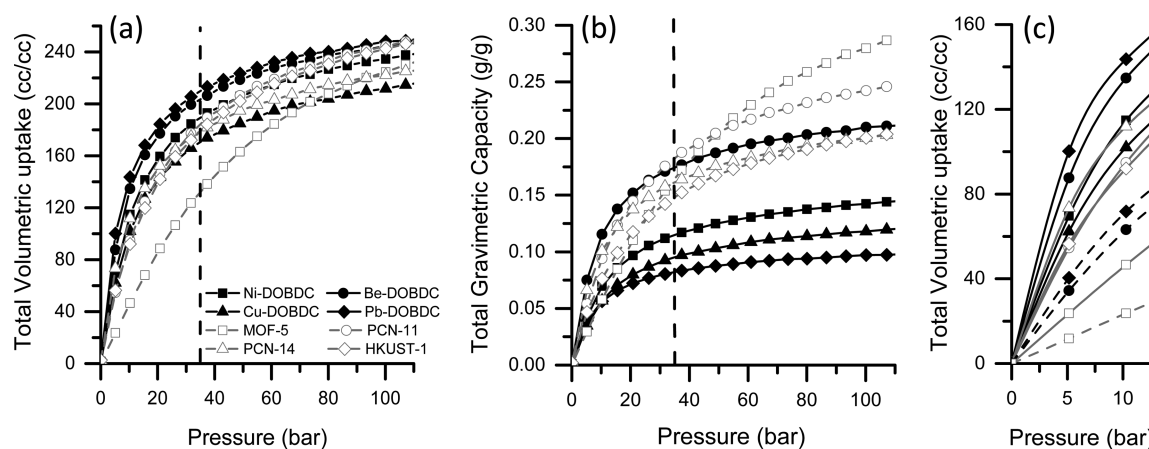 (a)
Total Volumetric uptake (cc/cc)
240
200
160
120
80
40
0
Ni-DOBDC Be-DOBDC
Cu-DOBDC Pb-DOBDC
MOF-5 PCN-11
PCN-14 HKUST-1
0 20 40 60 80 100
Pressure (bar)
(b)
Total Gravimetric Capacity (g/g)
0.30
0.25
0.20
0.15
0.10
0.05
0.00
0 20 40 60 80 100
Pressure (bar)
(c)
Total Volumetric uptake (cc/cc)
160
120
80
40
0
0 5 10
Pressure (bar)